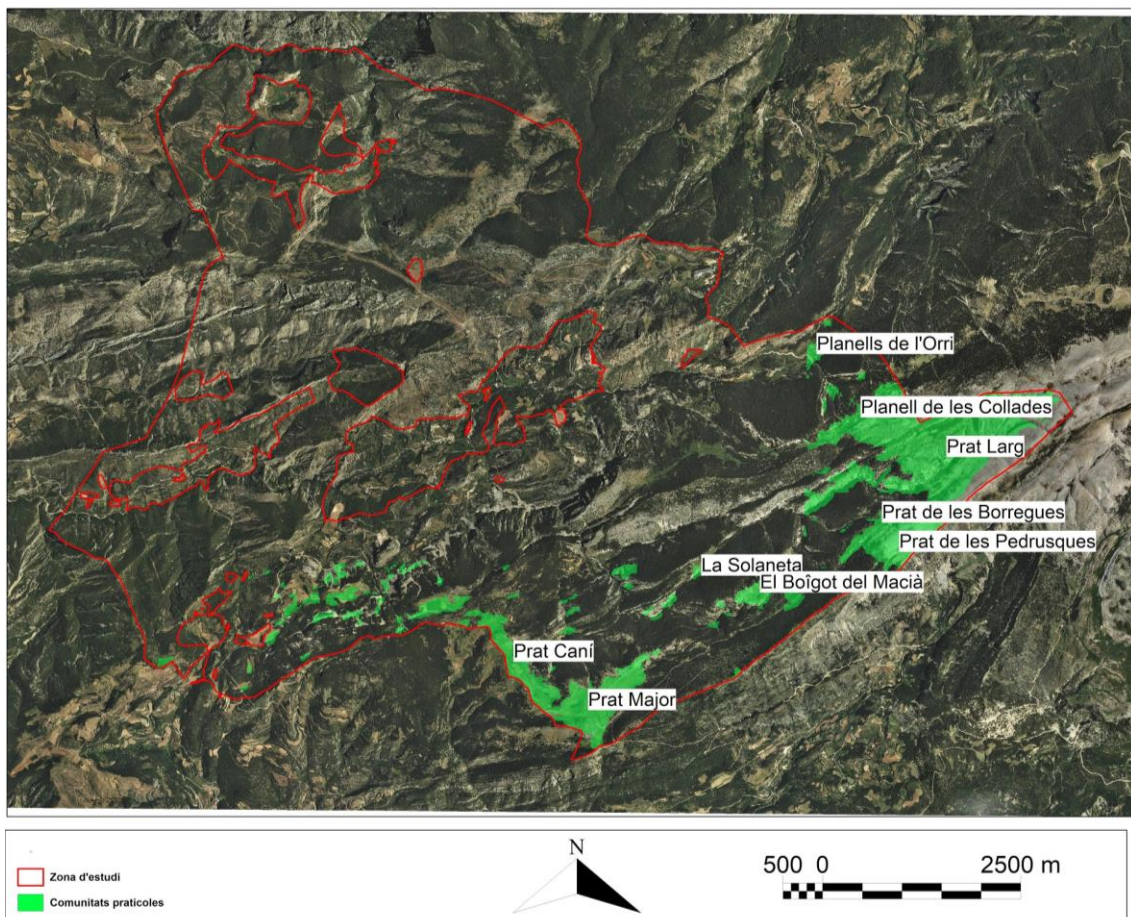 Planells de l'Orri
Planell de les Collades
Prat Larg
Prat de les Borregues
Prat de les Pedrusques
La Solaneta
El Boîgot del Macià
Prat Caní
Prat Major
N
500 0 2500 m
Zona d'estudi
Comunitats praticoles